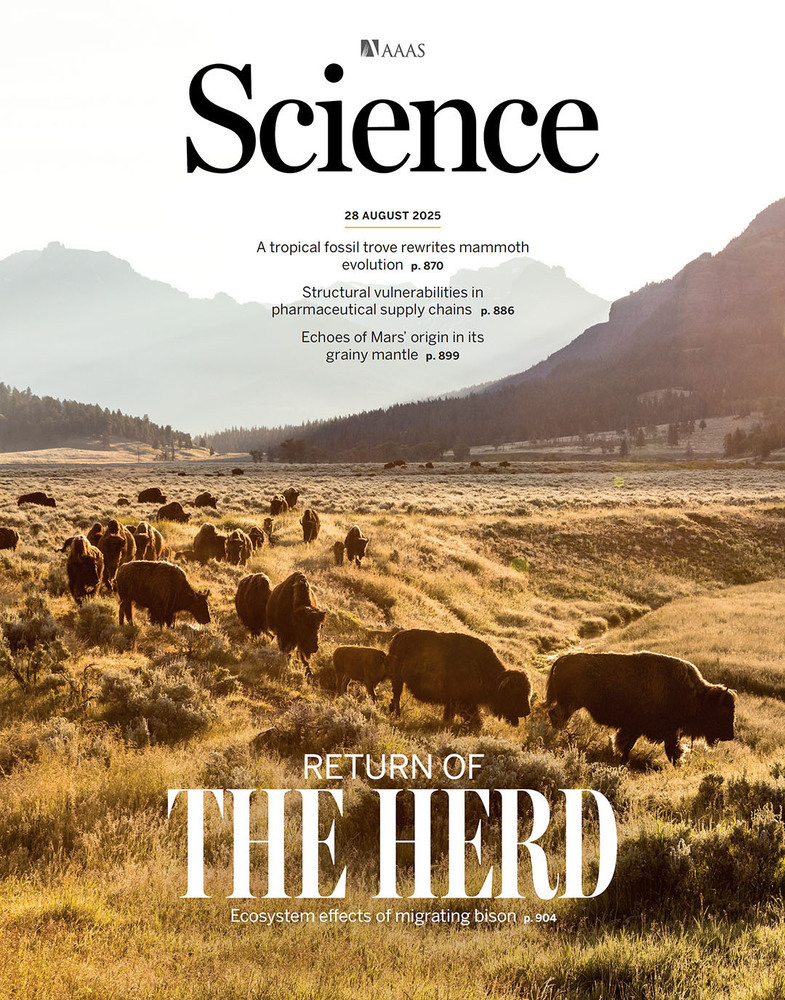 AAAS
Science
28 AUGUST 2025
A tropical fossil trove rewrites mammoth
evolution p. 870
Structural vulnerabilities in
pharmaceutical supply chains p. 886
Echoes of Mars’ origin in its
grainy mantle p. 899
RETURN OF
THE HERD
Ecosystem effects of migrating bison p. 904